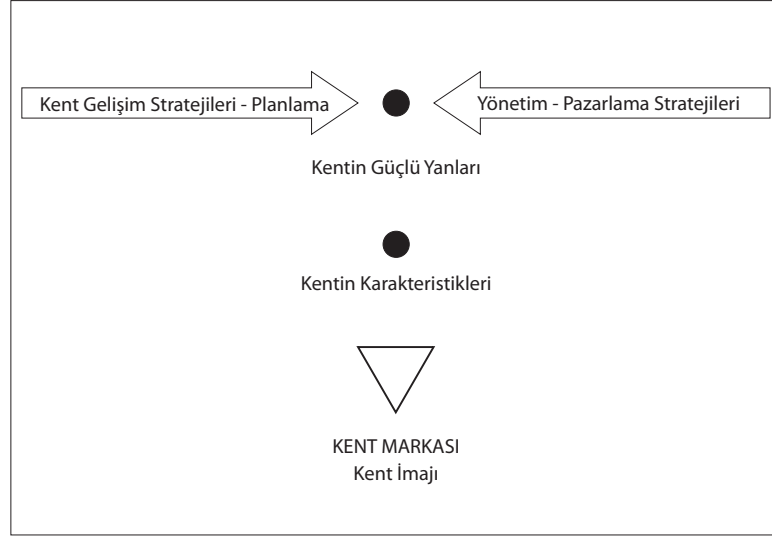 Kent Gelişim Stratejileri - Planlama
Yönetim - Pazarlama Stratejileri
Kentin Güçlü Yanları
Kentin Karakteristikleri
KENT MARKASI
Kent İmajı